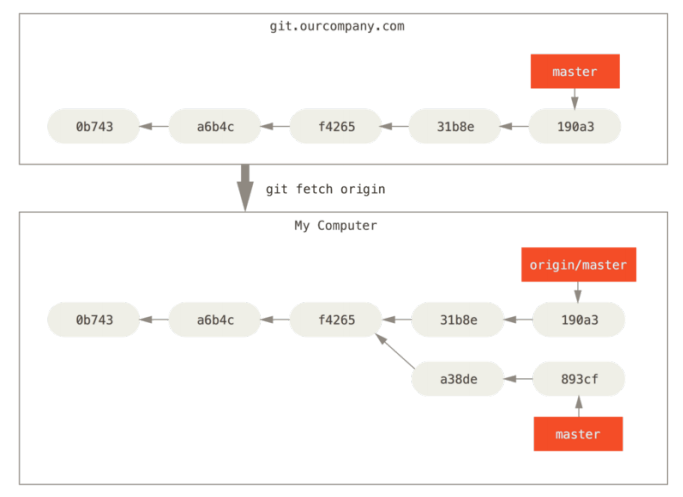 git.ourcompany.com
master
0b743 a6b4c f4265 31b8e 190a3
git fetch origin
My Computer
origin/master
0b743 a6b4c f4265 31b8e 190a3
a38de 893cf
master